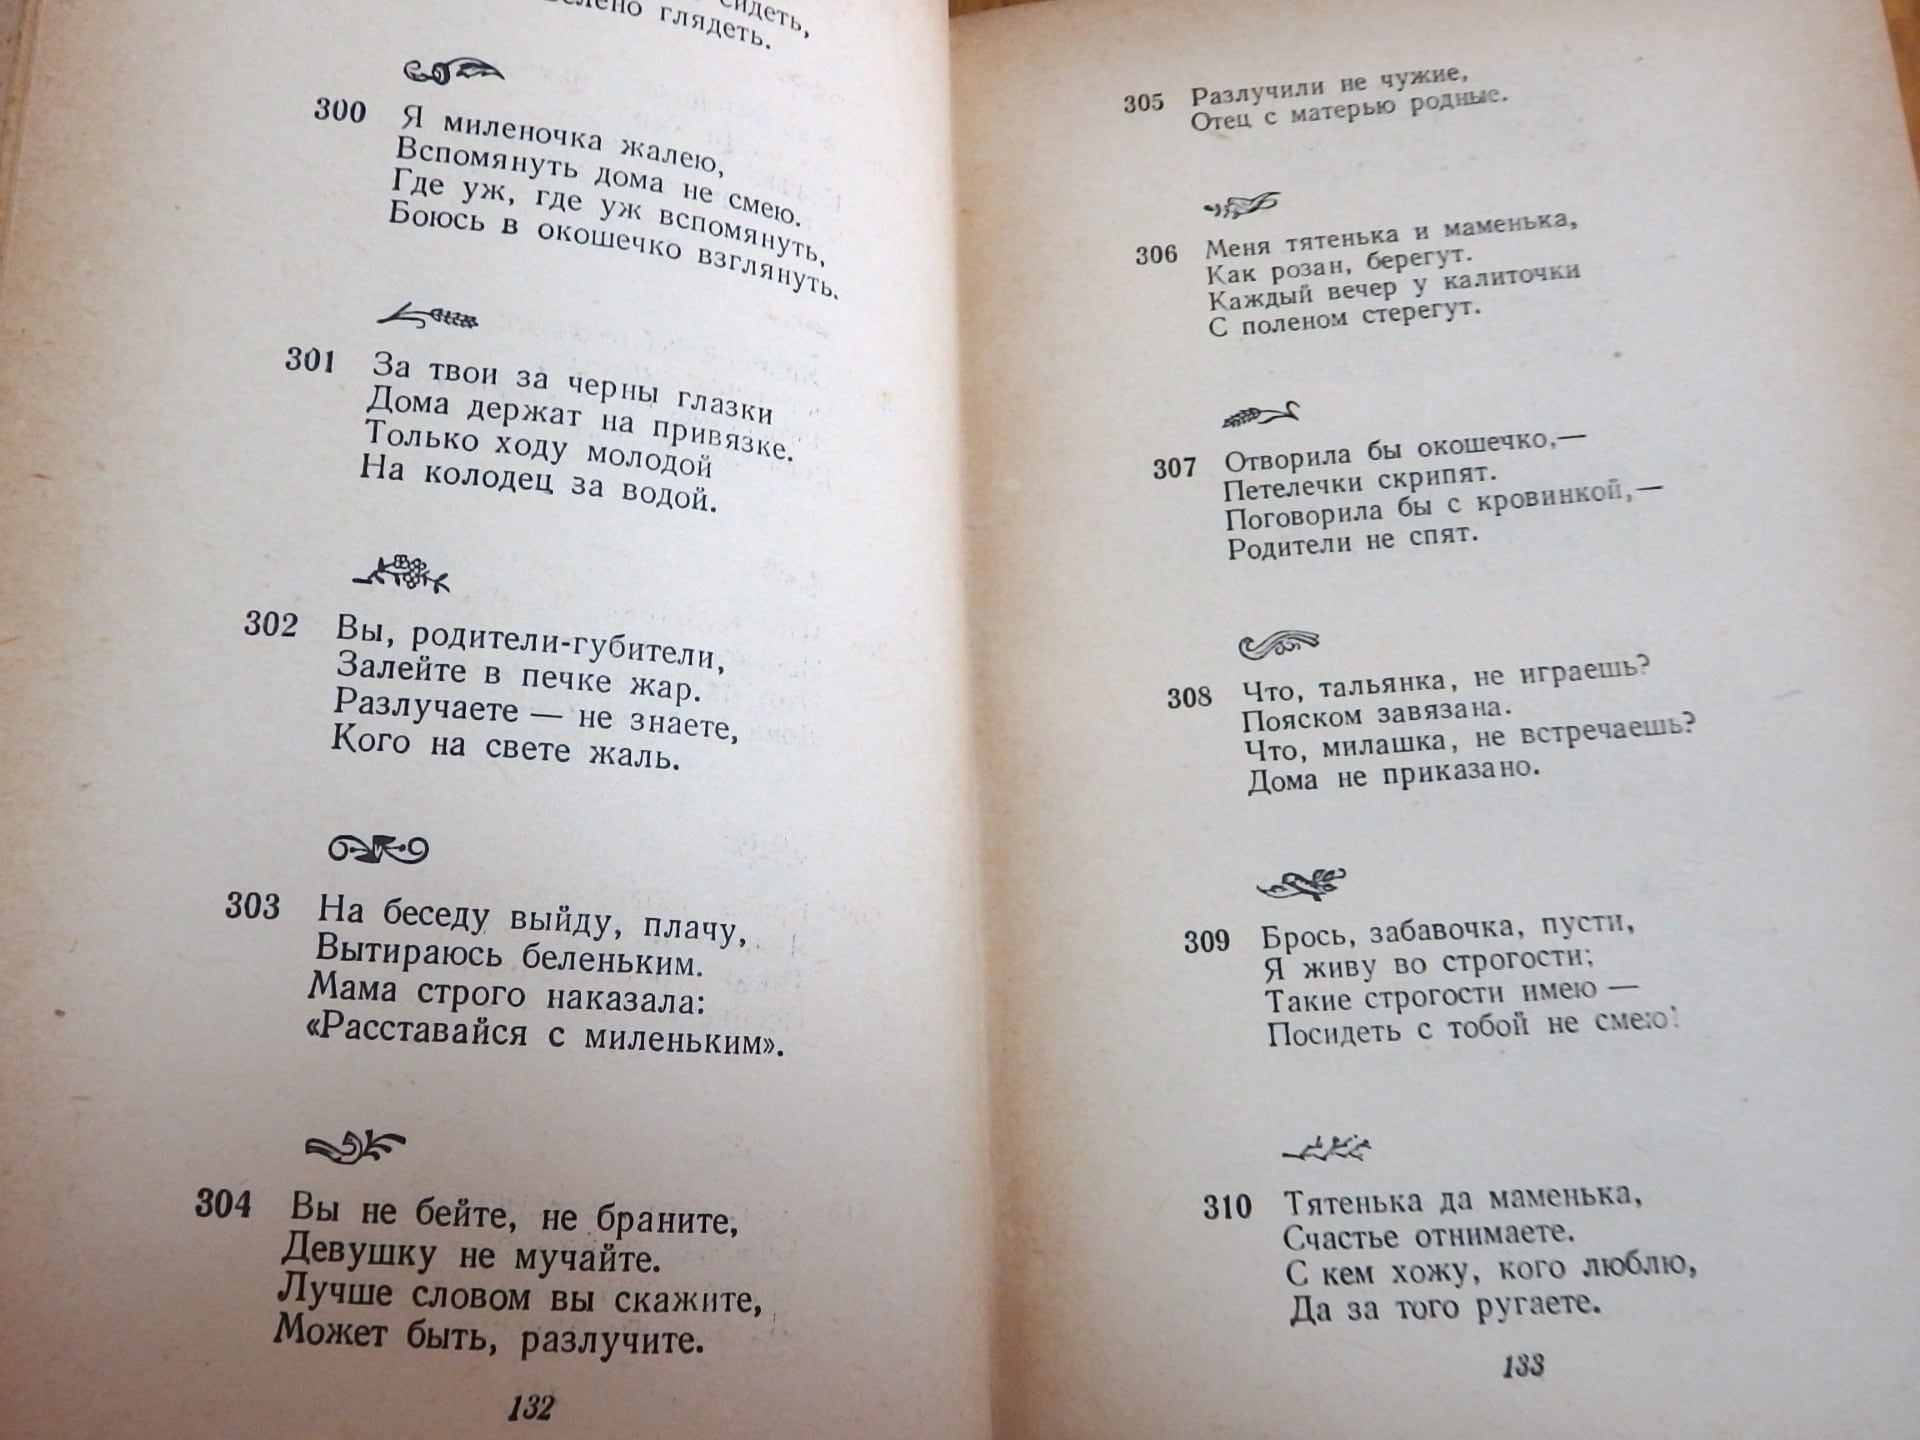 сидеть,
глядеть.
300 Я миленочка жалею,
Вспомянуть дома не смею.
Где уж, где уж вспомянуть,
Боюсь в окошечко взглянуть.
301 За твои за черны глазки
Дома держат на привязке.
Только ходу молодой
На колодец за водой.
302 Вы, родители-губители,
Залейте в печке жар.
Разлучаете — не знаете,
Кого на свете жаль.
303 На беседу выйду, плачу,
Вытираюсь беленьким.
Мама строго наказала:
«Расставайся с миленьким».
304 Вы не бейте, не браните,
Девушку не мучайте.
Лучше словом вы скажите,
Может быть, разлучите.
132
305 Разлучили не чужие,
Отец с матерью родные.
306 Меня тятенька и маменька,
Как розан, берегут.
Каждый вечер у калиточки
С поленом стерегут.
307 Отворила бы окошечко,—
Петелечки скрипят.
Поговорила бы с кровинкой,—
Родители не спят.
308 Что, тальянка, не играешь?
Пояском завязана.
Что, милашка, не встречаешь?
Дома не приказано.
309 Брось, забавочка, пусти,
Я живу во строгости;
Такие строгости имею —
Посидеть с тобой не смею!
310 Тятенька да маменька,
Счастье отнимаете.
С кем хожу, кого люблю,
Да за того ругаете.
133